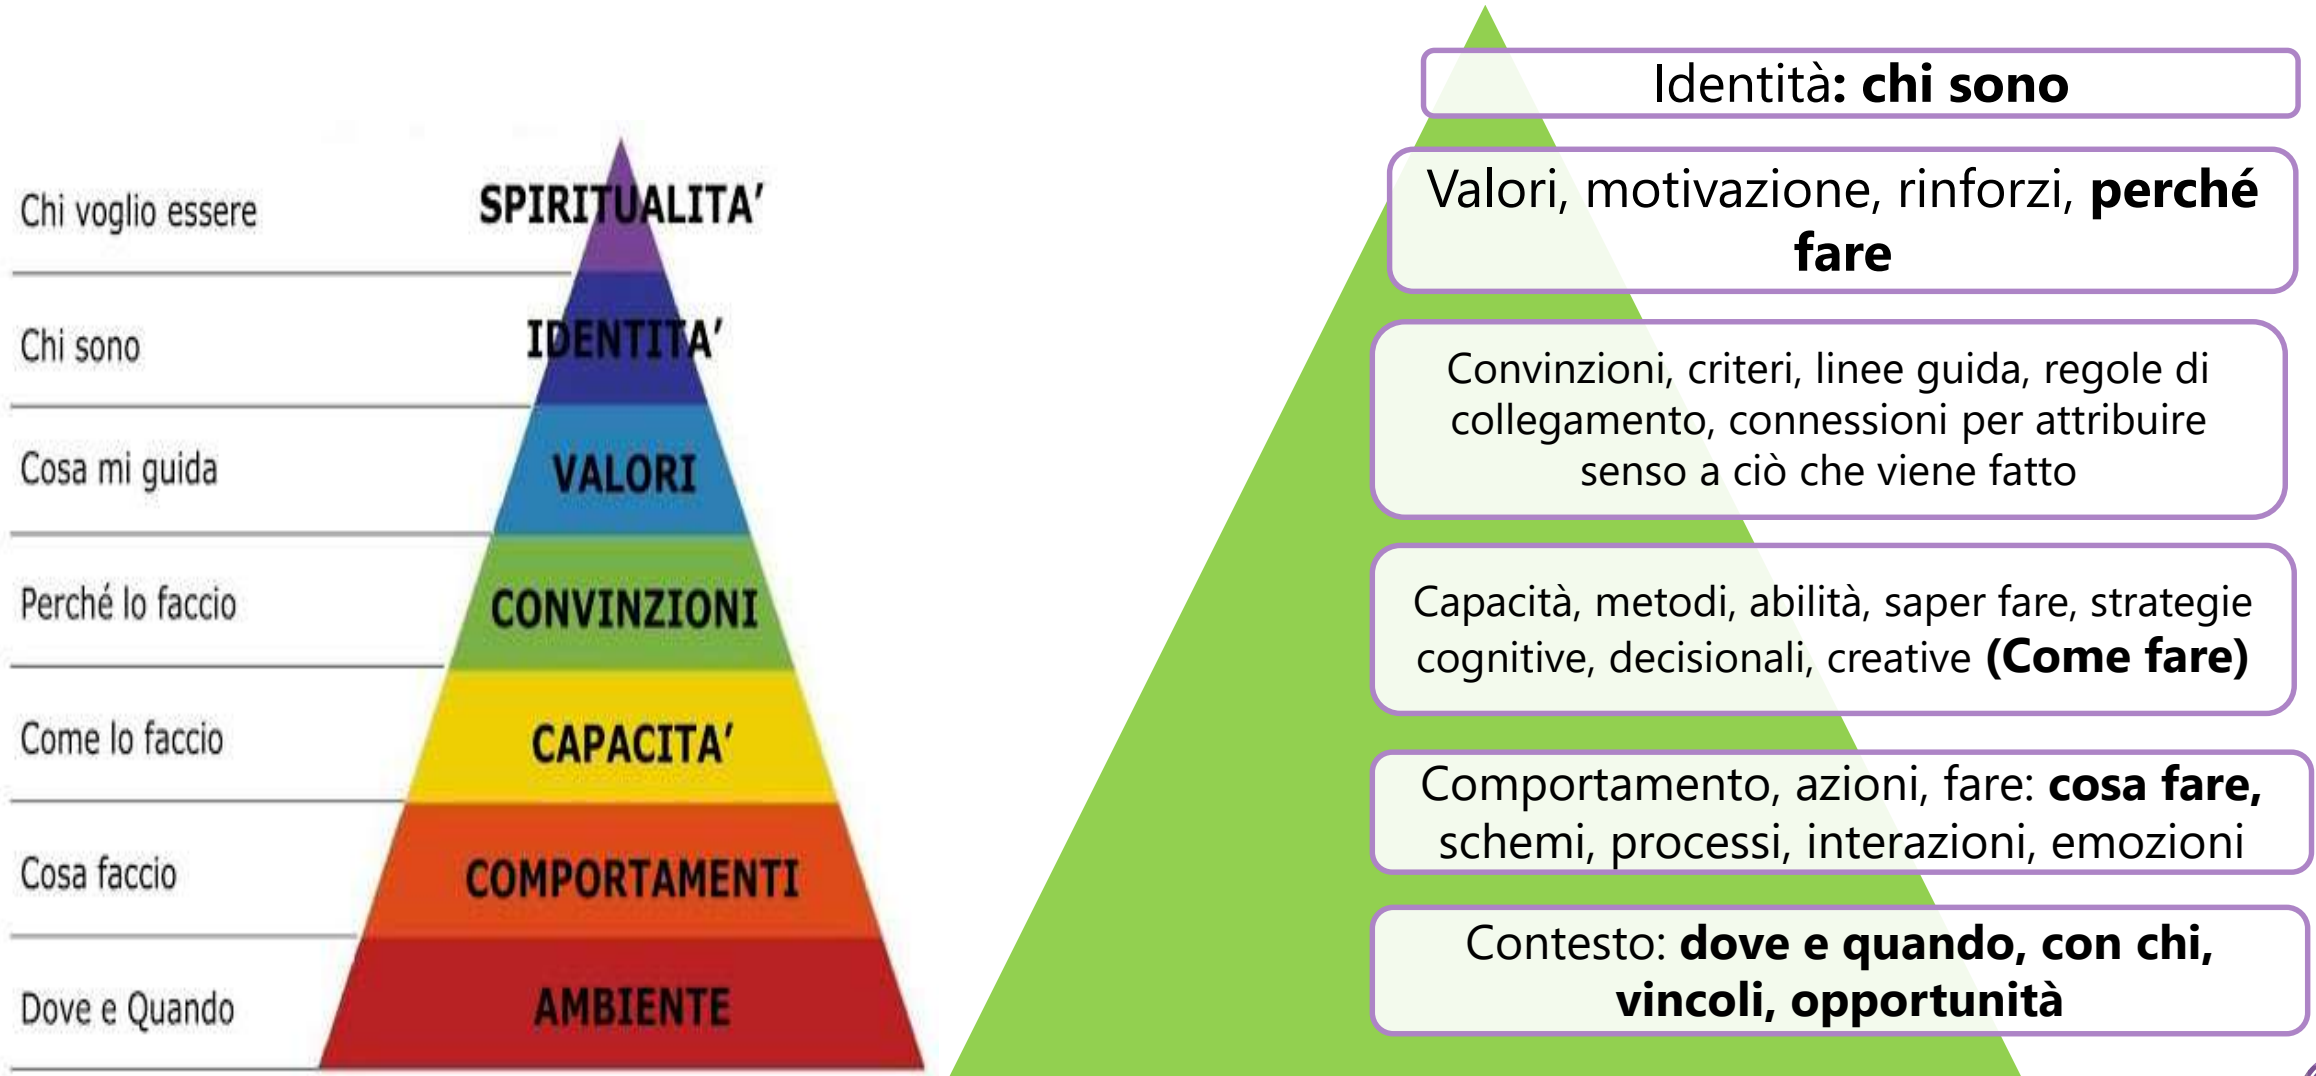 Chi voglio essere
SPIRITUALITA’
Chi sono
IDENTITA’
Cosa mi guida
VALORI
Perché lo faccio
CONVINZIONI
Come lo faccio
CAPACITA’
Cosa faccio
COMPORTAMENTI
Dove e Quando
AMBIENTE
Identità: chi sono
Valori, motivazione, rinforzi, perché
fare
Convinzioni, criteri, linee guida, regole di
collegamento, connessioni per attribuire
senso a ciò che viene fatto
Capacità, metodi, abilità, saper fare, strategie
cognitive, decisionali, creative (Come fare)
Comportamento, azioni, fare: cosa fare,
schemi, processi, interazioni, emozioni
Contesto: dove e quando, con chi,
vincoli, opportunità